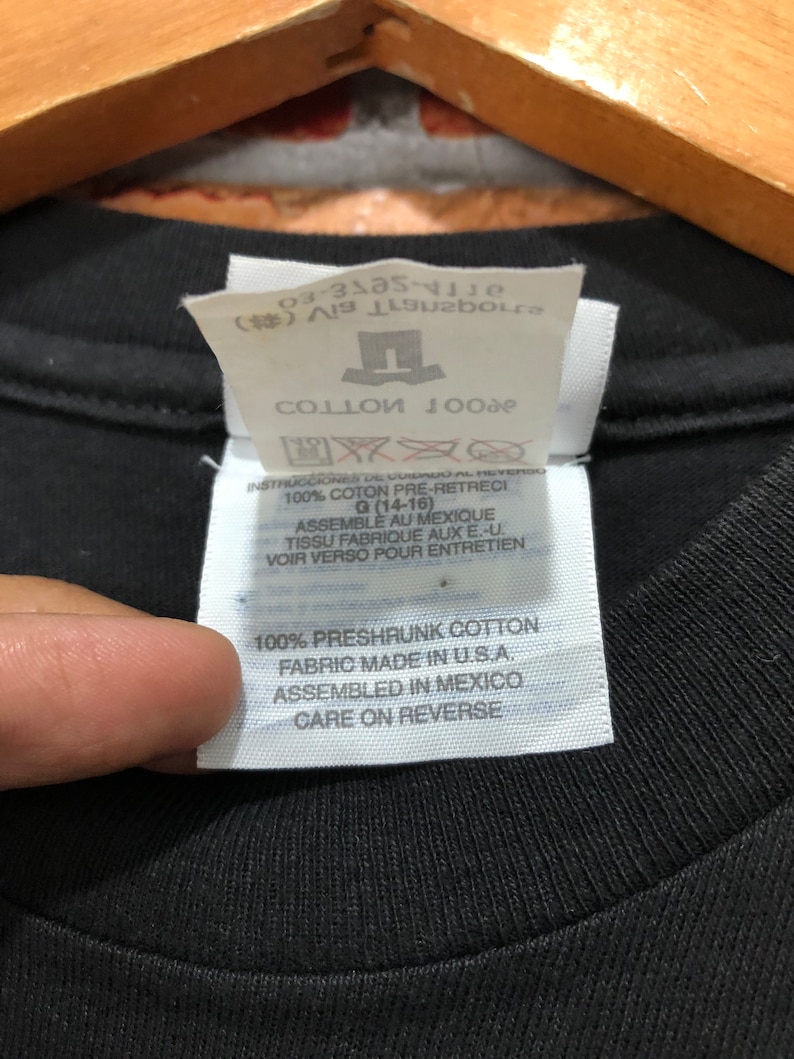 03-3792-4116
(株) Via Transports
COTTON 100%
40
INSTRUCCIONES DE CUIDADO AL REVERSO
100% COTON PRE-RETRECI
G (14-16)
ASSEMBLE AU MEXIQUE
TISSU FABRIQUE AUX E.-U.
VOIR VERSO POUR ENTRETIEN
100% PRESHRUNK COTTON
FABRIC MADE IN U.S.A.
ASSEMBLED IN MEXICO
CARE ON REVERSE